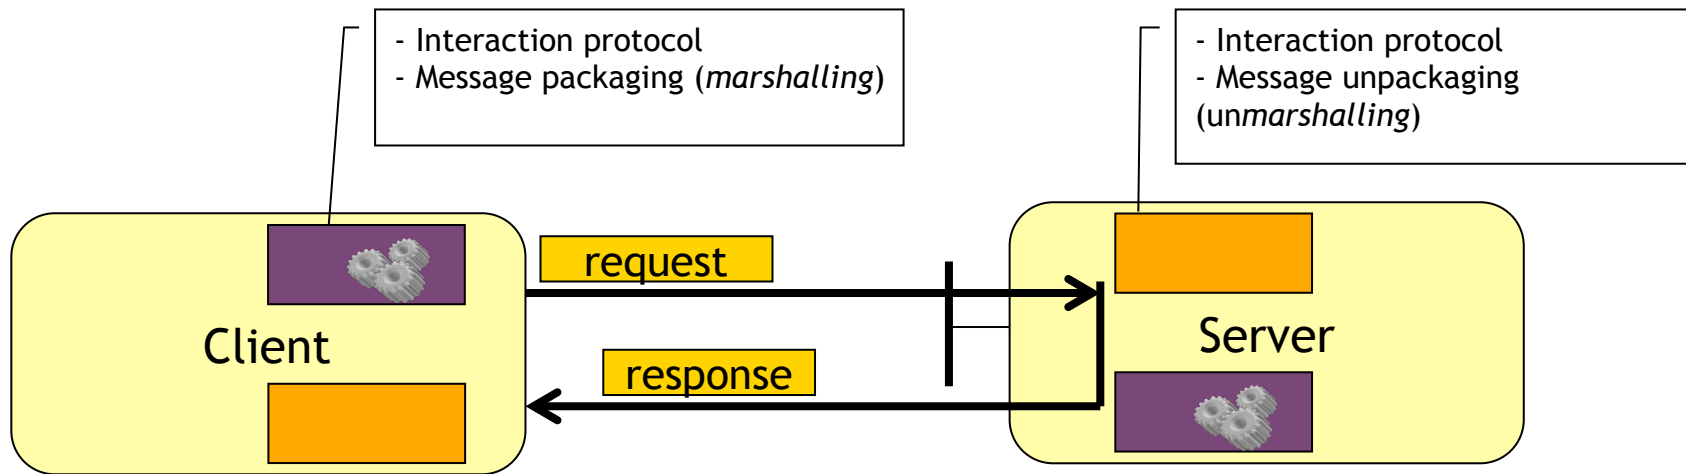 - Interaction protocol
- Message packaging (marshalling)
- Interaction protocol
- Message unpackaging
(unmarshalling)
request
Client
Server
response